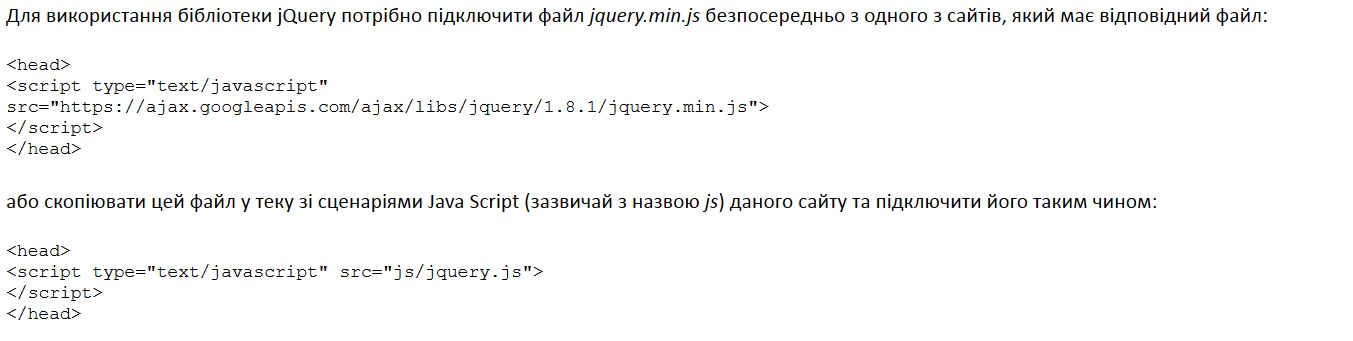 Для використання бібліотеки jQuery потрібно підключити файл jquery.min.js безпосередньо з одного з сайтів, який має відповідний файл:
<head>
<script type="text/javascript"
src="https://ajax.googleapis.com/ajax/libs/jquery/1.8.1/jquery.min.js">
</script>
</head>
або скопіювати цей файл у теку зі сценаріями Java Script (зазвичай з назвою js) даного сайту та підключити його таким чином:
<head>
<script type="text/javascript" src="js/jquery.js">
</script>
</head>